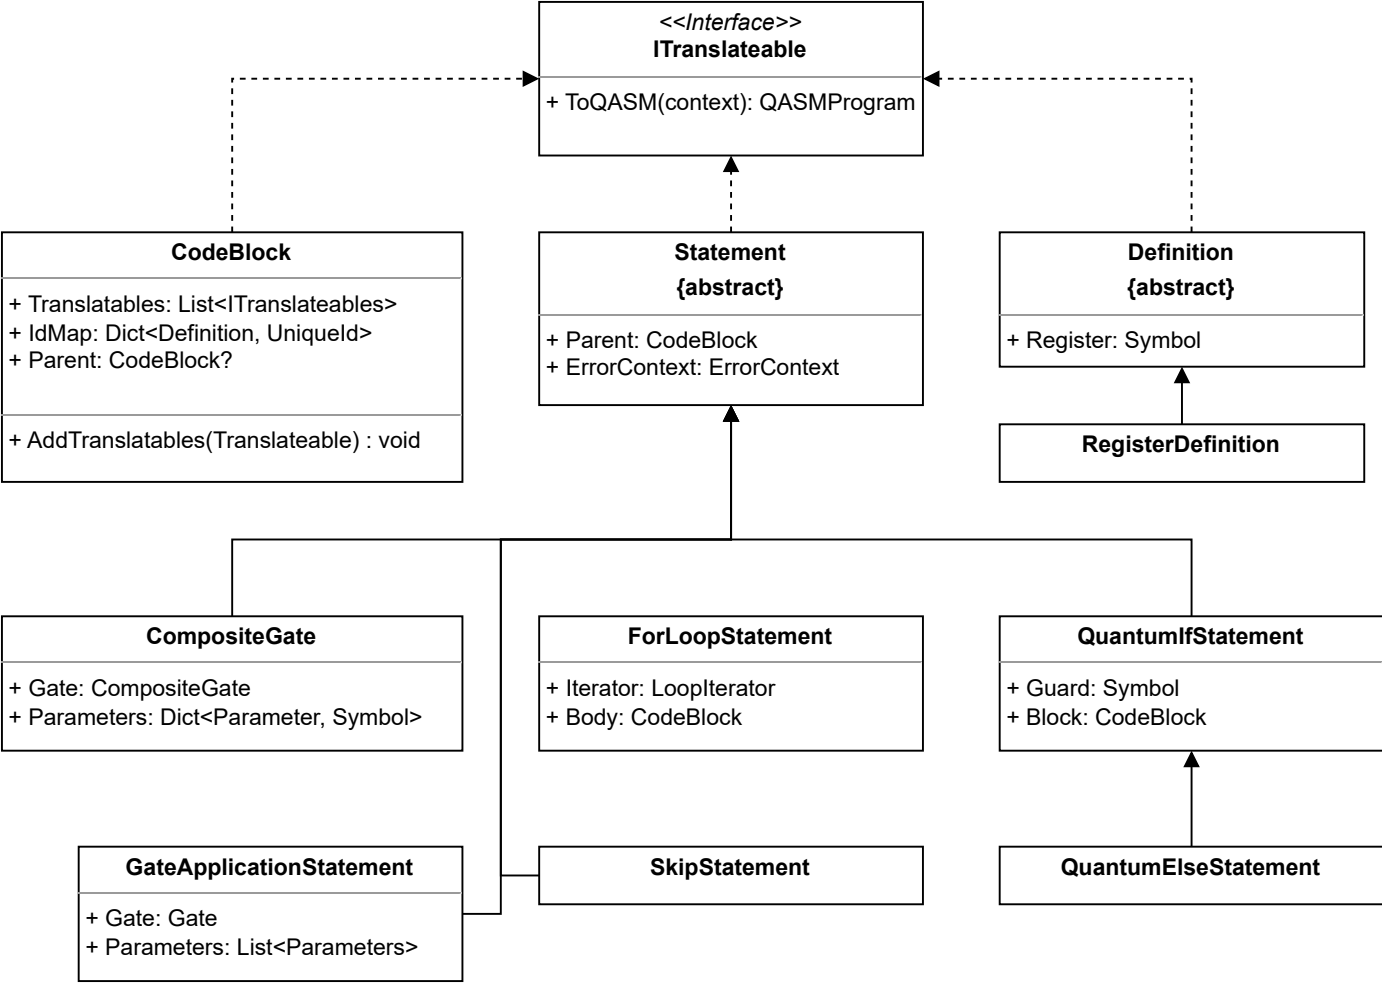 <<Interface>>
ITranslateable
+ ToQASM(context): QASMProgram
CodeBlock
+ Translatables: List<ITranslateables>
+ IdMap: Dict<Definition, UniqueId>
+ Parent: CodeBlock?
+ AddTranslatables(Translateable) : void
Statement
{abstract}
+ Parent: CodeBlock
+ ErrorContext: ErrorContext
Definition
{abstract}
+ Register: Symbol
RegisterDefinition
CompositeGate
+ Gate: CompositeGate
+ Parameters: Dict<Parameter, Symbol>
ForLoopStatement
+ Iterator: LoopIterator
+ Body: CodeBlock
QuantumIfStatement
+ Guard: Symbol
+ Block: CodeBlock
GateApplicationStatement
+ Gate: Gate
+ Parameters: List<Parameters>
SkipStatement
QuantumElseStatement